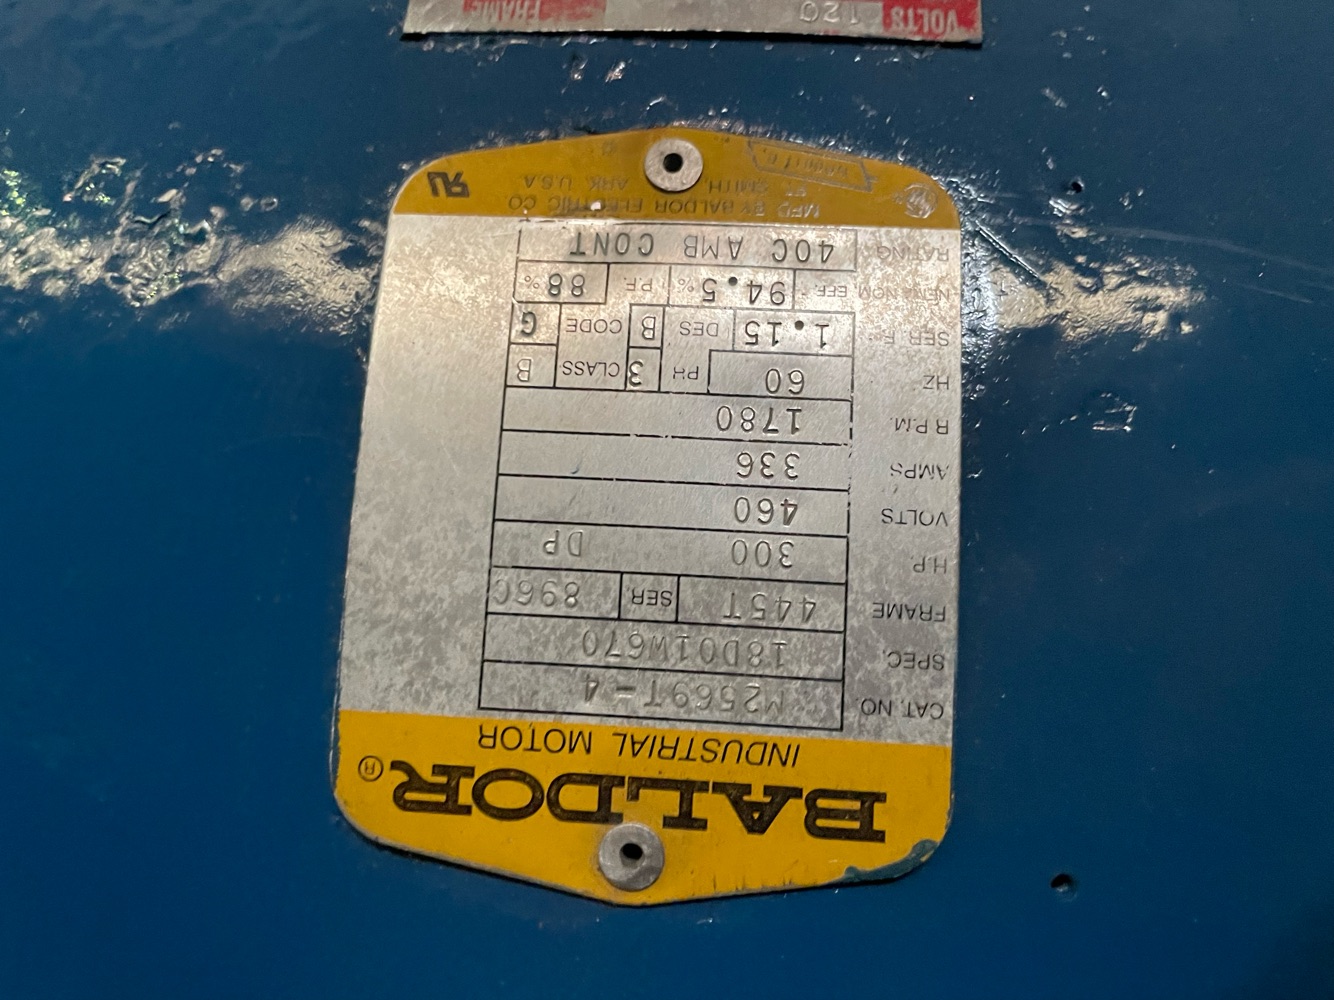 BALDOR ®
INDUSTRIAL MOTOR
CAT. NO. M2569T-4
SPEC. 18D01W670
FRAME 445T SER. 896C
H.P. 300 DP
VOLTS 460
AMPS 336
R.P.M. 1780
HZ 60 PH 3 CLASS B
SER. F. 1.15 DES B CODE G
NEMA NOM. EFF. 94.5 % P.F. 88 %
RATING 40C AMB CONT
MFD. BY BALDOR ELECTRIC CO
FT. SMITH, ARK. U.S.A.
VOLTS 120 FRAME